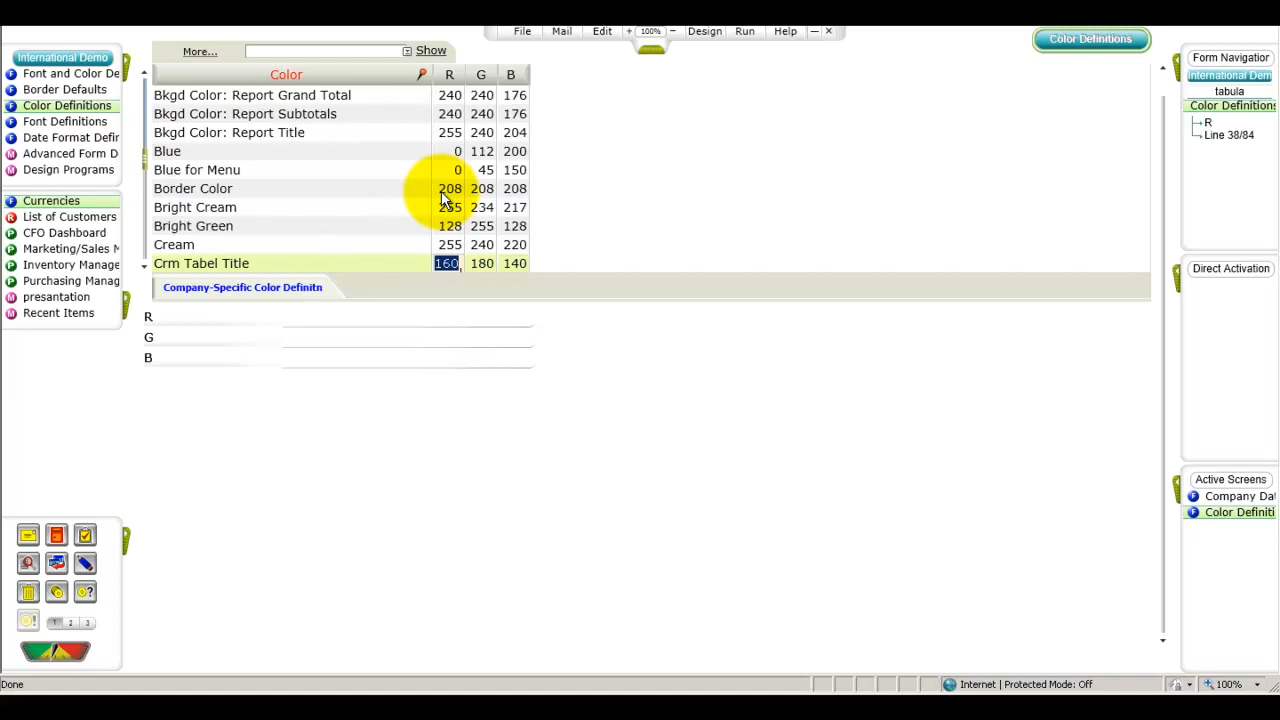 File Mail Edit + 100% − Design Run Help
Color Definitions
International Demo
Font and Color De
Border Defaults
Color Definitions
Font Definitions
Date Format Defir
Advanced Form D
Design Programs
Currencies
List of Customers
CFO Dashboard
Marketing/Sales M
Inventory Manage
Purchasing Manag
presantation
Recent Items
1 2 3
More... Show
Color R G B
Bkgd Color: Report Grand Total 240 240 176
Bkgd Color: Report Subtotals 240 240 176
Bkgd Color: Report Title 255 240 204
Blue 0 112 200
Blue for Menu 0 45 150
Border Color 208 208 208
Bright Cream 255 234 217
Bright Green 128 255 128
Cream 255 240 220
Crm Tabel Title 160 180 140
Company-Specific Color Definitn
R
G
B
Form Navigator
International Dem
tabula
Color Definitions
R
Line 38/84
Direct Activation
Active Screens
Company Dat
Color Definiti
Done
Internet | Protected Mode: Off
100%